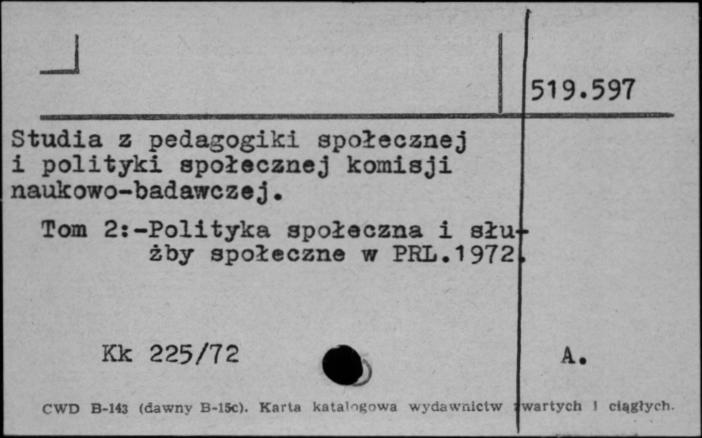 519.597
Studia z pedagogiki społecznej
i polityki społecznej komisji
naukowo-badawczej.
Tom 2:-Polityka społeczna i słu-
żby społeczne w PRL.1972.
Kk 225/72
A.
CWD B-143 (dawny B-15c). Karta katalogowa wydawnictw zwartych i ciągłych.